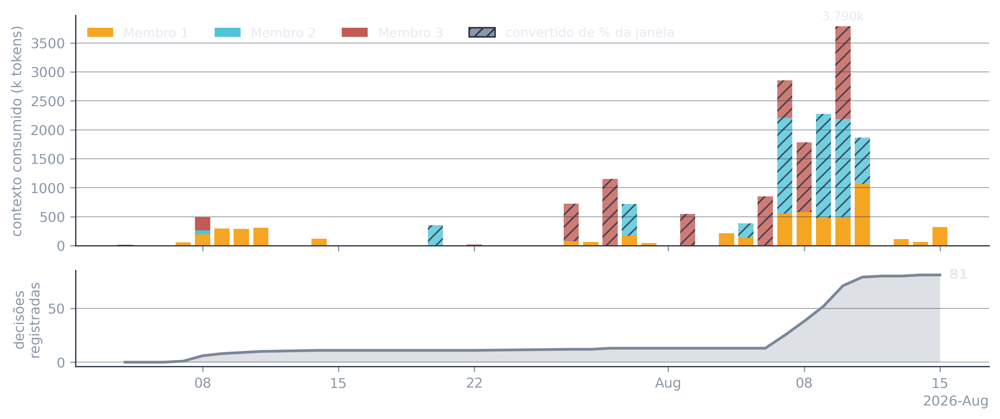 3.790k
Membro 1
Membro 2
Membro 3
convertido de % da janela
contexto consumido (k tokens)
3500
3000
2500
2000
1500
1000
500
0
81
decisões
registradas
50
0
08
15
22
Aug
08
15
2026-Aug